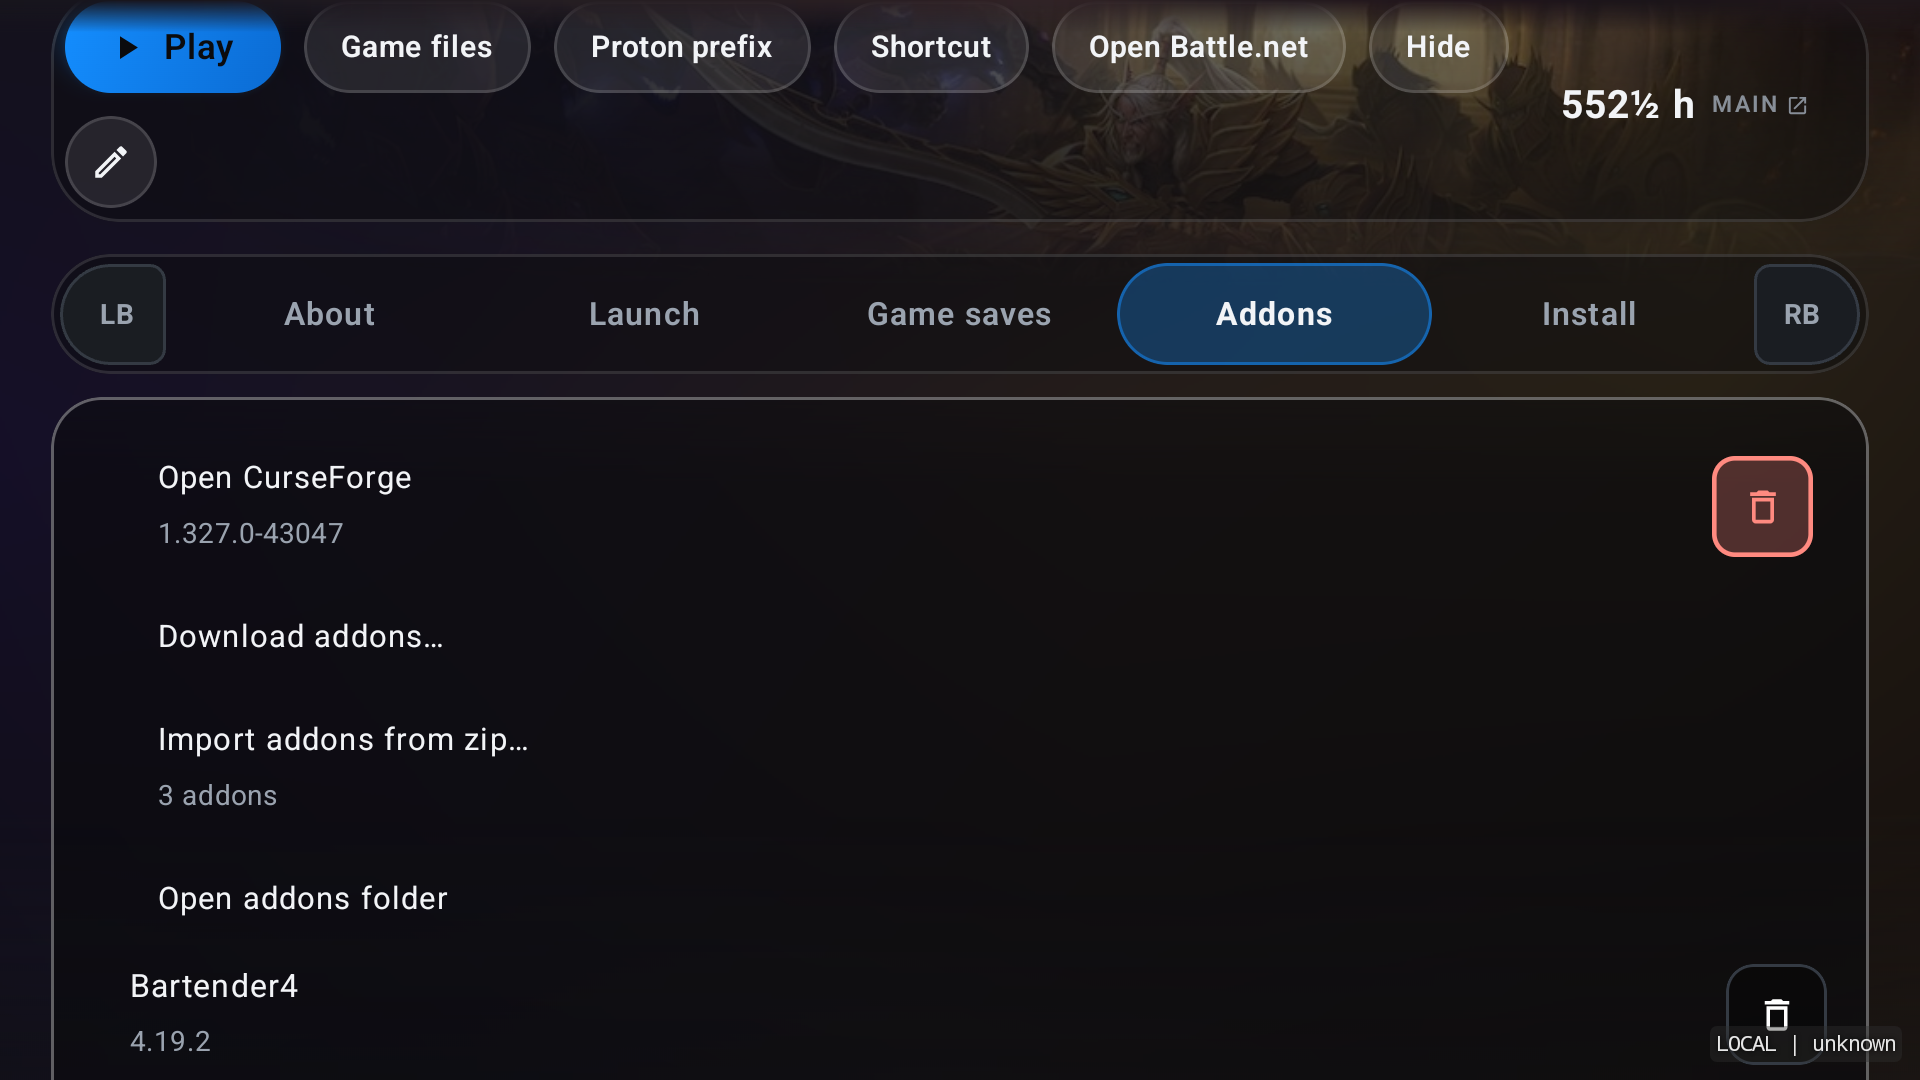 Play
Game files
Proton prefix
Shortcut
Open Battle.net
Hide
552½ h MAIN
LB
About
Launch
Game saves
Addons
Install
RB
Open CurseForge
1.327.0-43047
Download addons…
Import addons from zip…
3 addons
Open addons folder
Bartender4
4.19.2
LOCAL | unknown